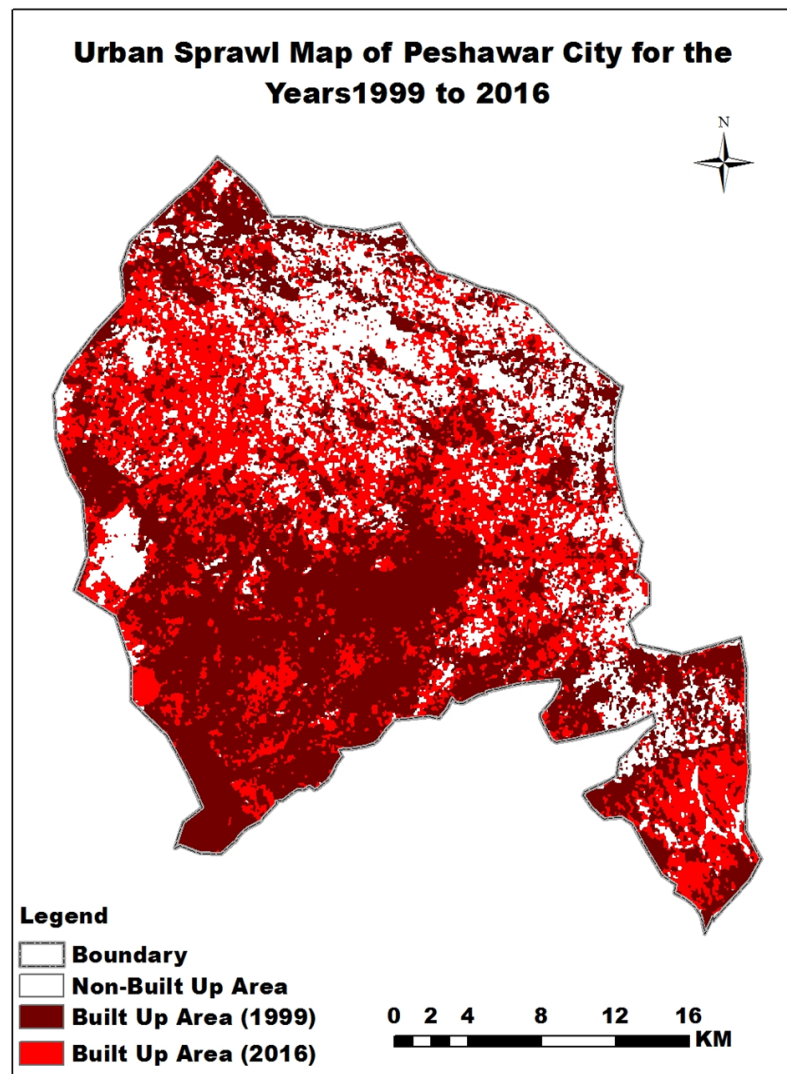 Urban Sprawl Map of Peshawar City for the
Years1999 to 2016
N
Legend
Boundary
Non-Built Up Area
Built Up Area (1999)
Built Up Area (2016)
0 2 4 8 12 16
KM